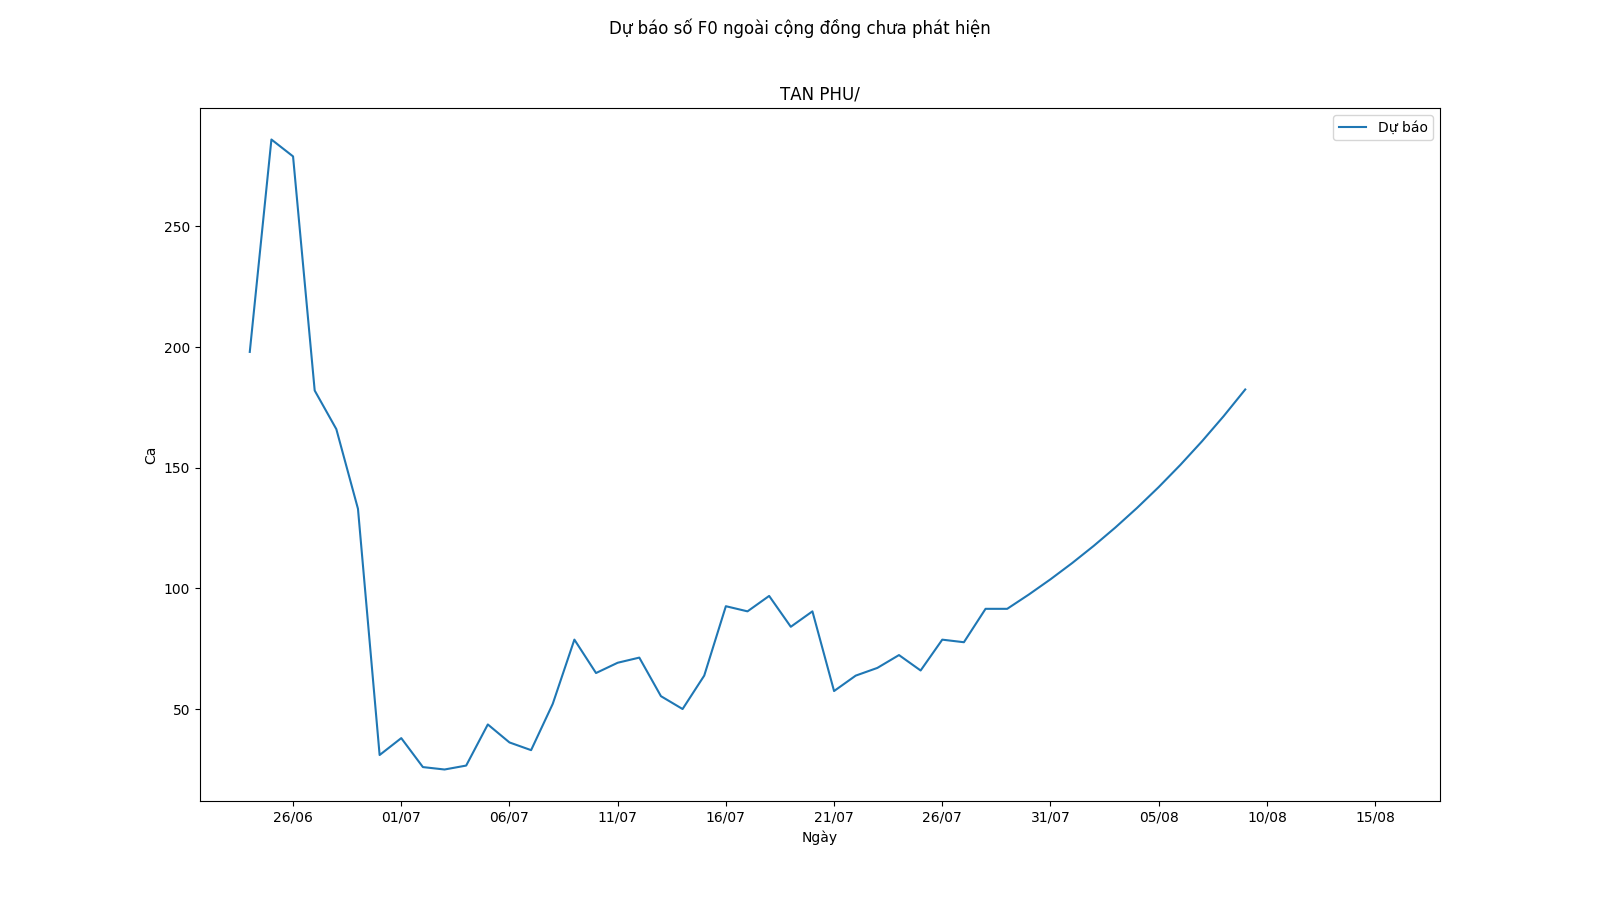 Dự báo số F0 ngoài cộng đồng chưa phát hiện
TAN PHU/
Dự báo
250
200
150
100
50
Ca
26/06 01/07 06/07 11/07 16/07 21/07 26/07 31/07 05/08 10/08 15/08
Ngày